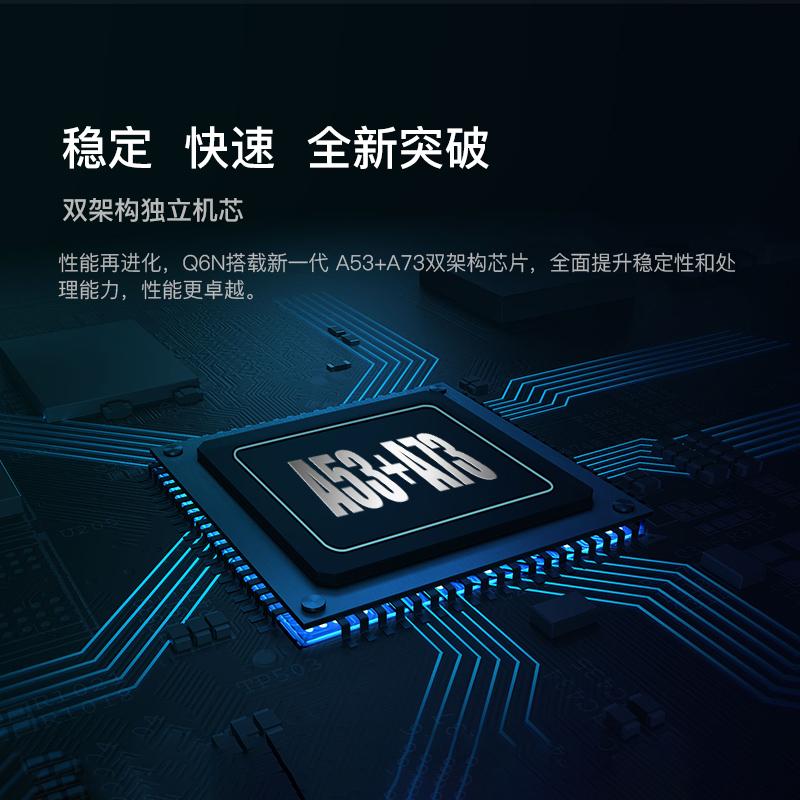 稳定 快速 全新突破
双架构独立机芯
性能再进化，Q6N搭载新一代 A53+A73双架构芯片，全面提升稳定性和处
理能力，性能更卓越。
A53+A73
TP503